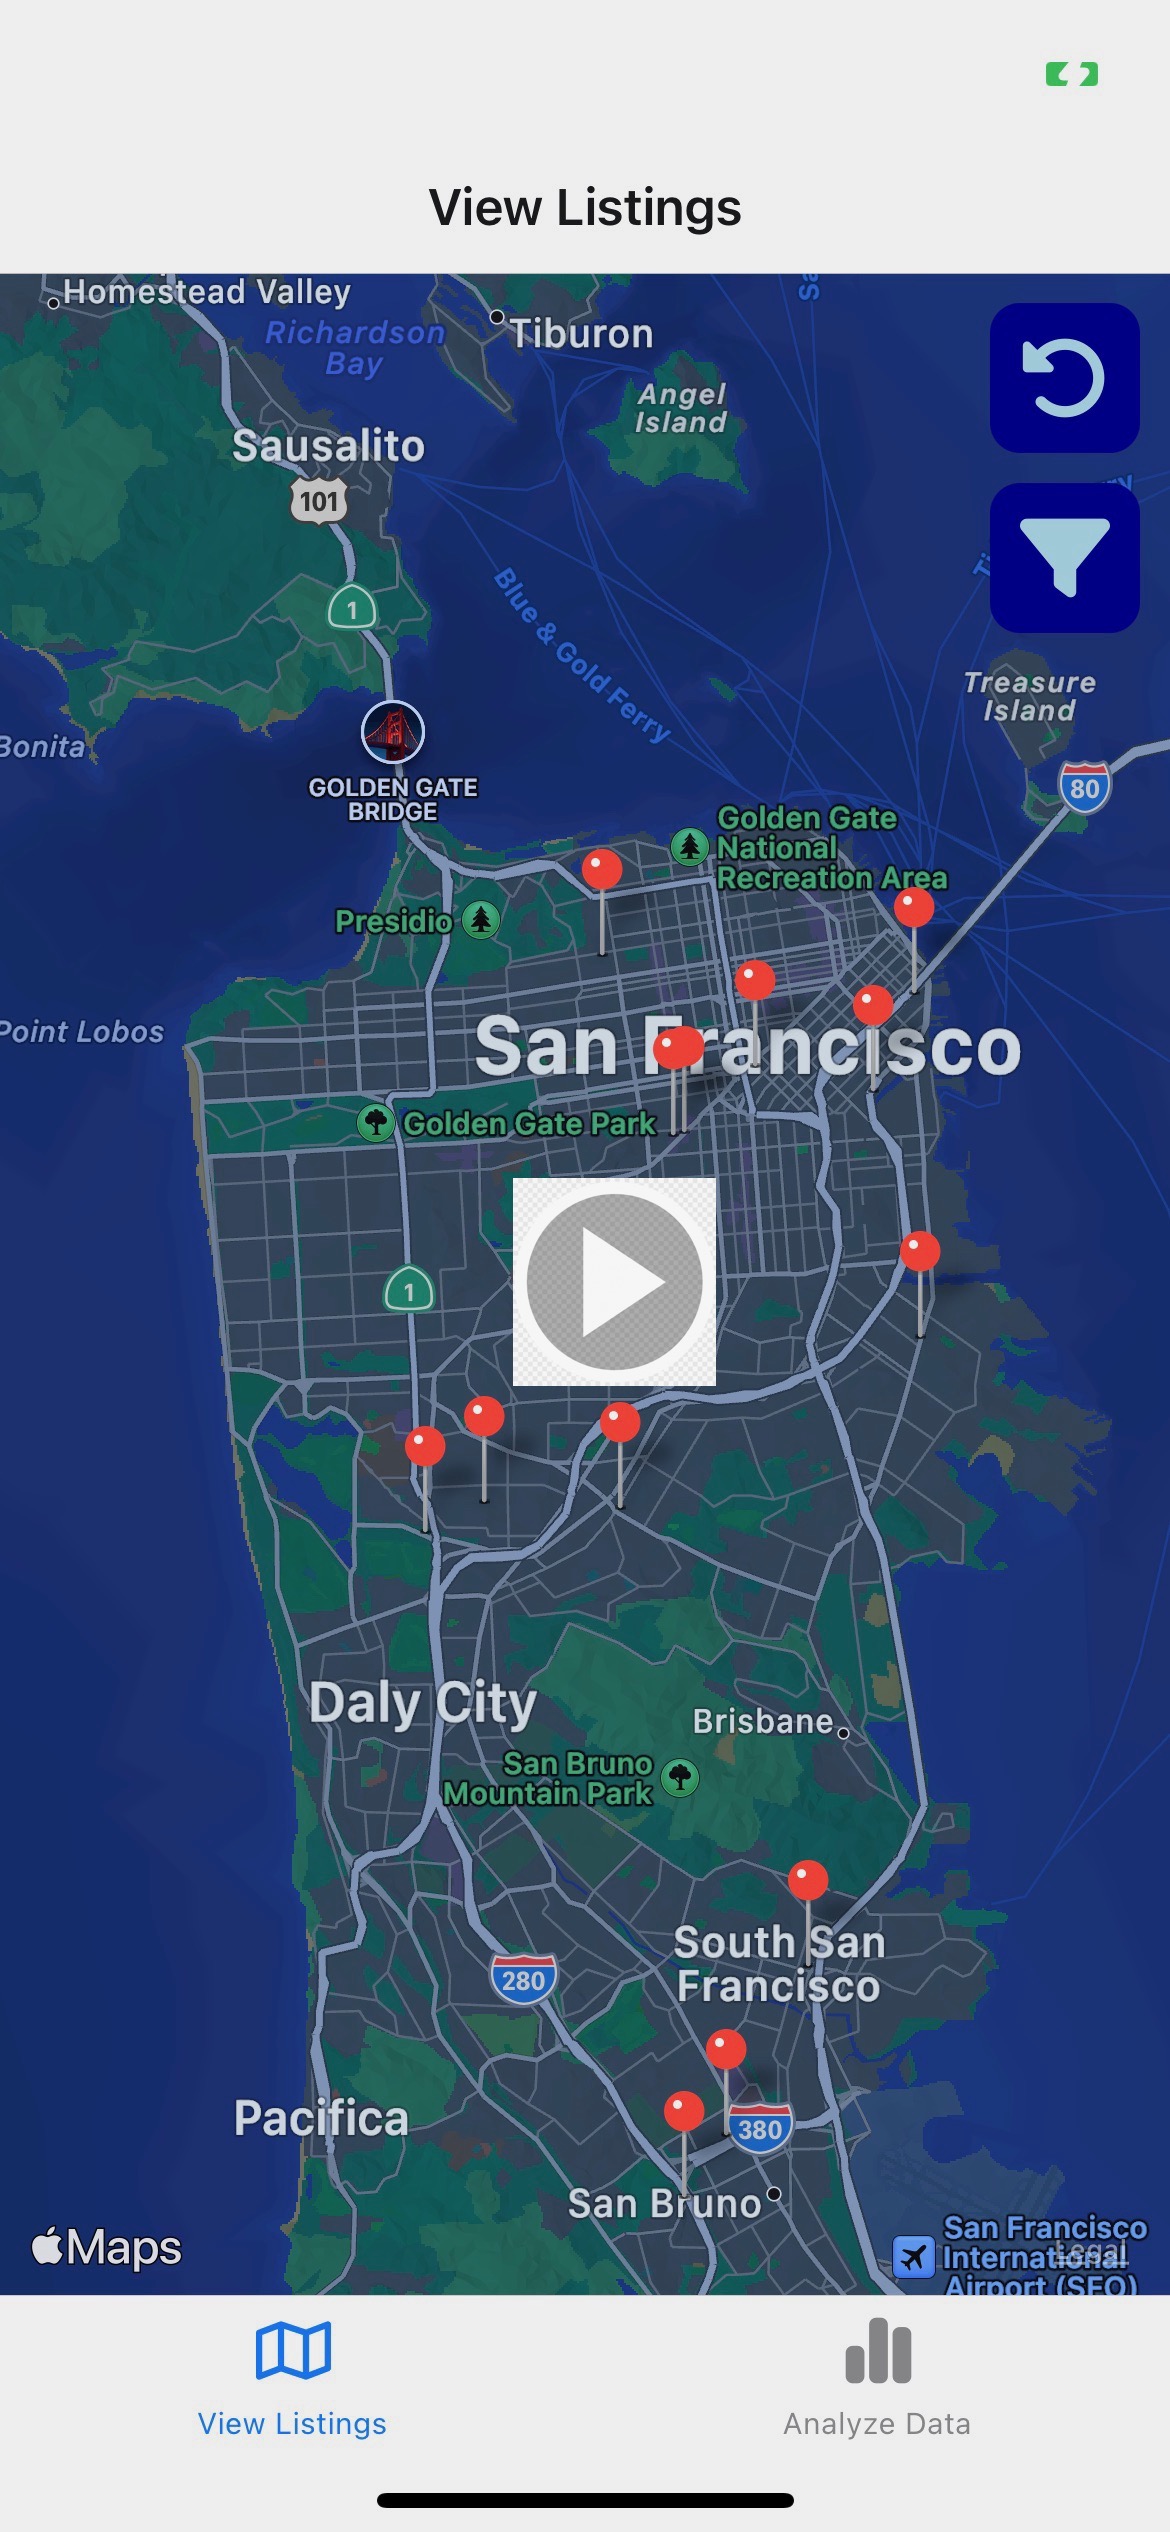 View Listings
Homestead Valley
Richardson
Bay
Tiburon
Angel
Island
Sausalito
101
1
Blue & Gold Ferry
Treasure
Island
Bonita
GOLDEN GATE
BRIDGE
80
Golden Gate
National
Recreation Area
Presidio
Point Lobos
San Francisco
Golden Gate Park
1
Daly City
Brisbane
San Bruno
Mountain Park
South San
Francisco
280
Pacifica
380
San Bruno
Maps
San Francisco
International
Airport (SFO)
Legal
View Listings
Analyze Data